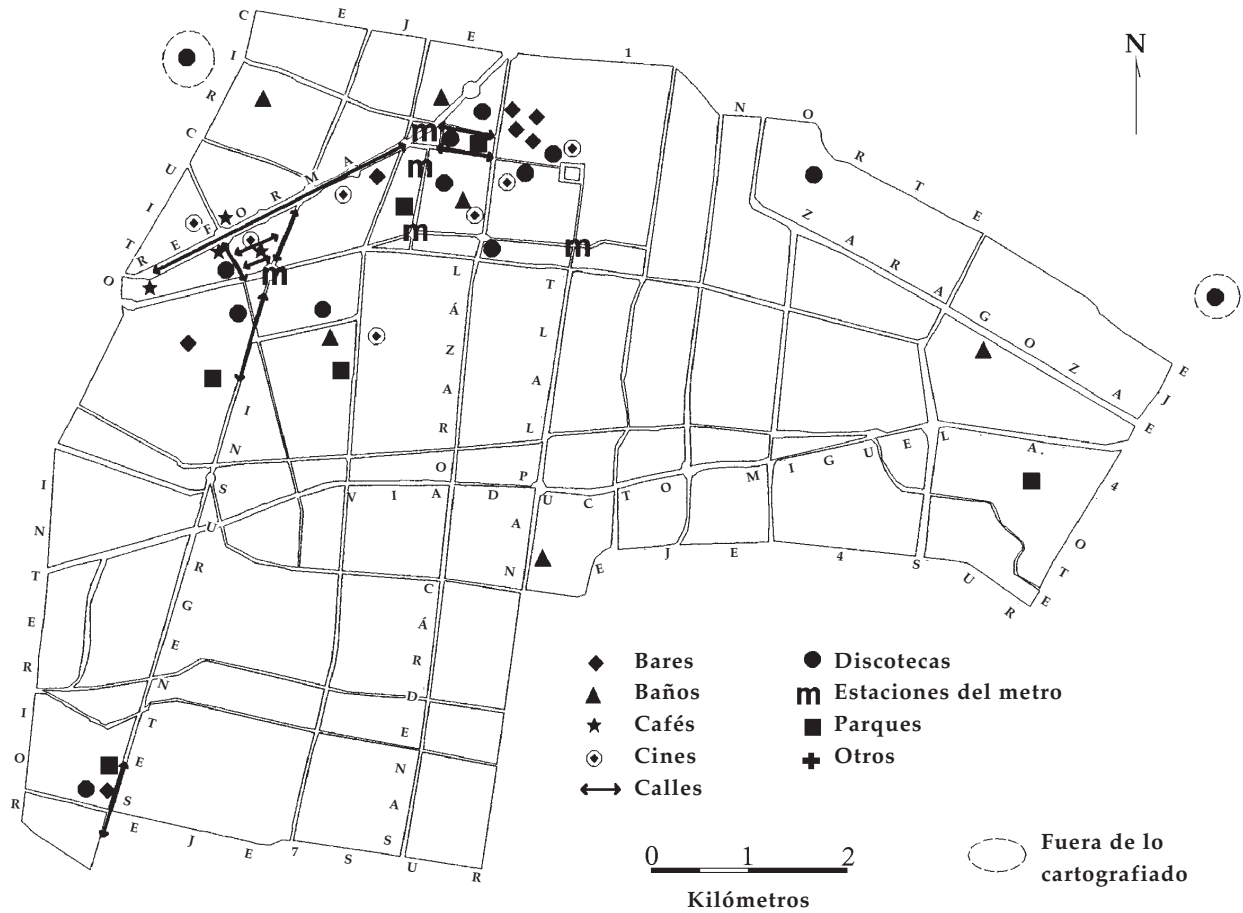 EJE 1 NORTE
N
CIRCUITO INTERIOR
REFORMA
ZARAGOZA
EJE 4 OTE
LÁZARO CÁRDENAS
TLALPAN
INSURGENTES
VIADUCTO MIGUEL A.
EJE 4 SUR
EJE 7 SUR
m
m
m
m
m
Bares
Baños
Cafés
Cines
Calles
Discotecas
m Estaciones del metro
Parques
Otros
0 1 2
Kilómetros
Fuera de lo
cartografiado